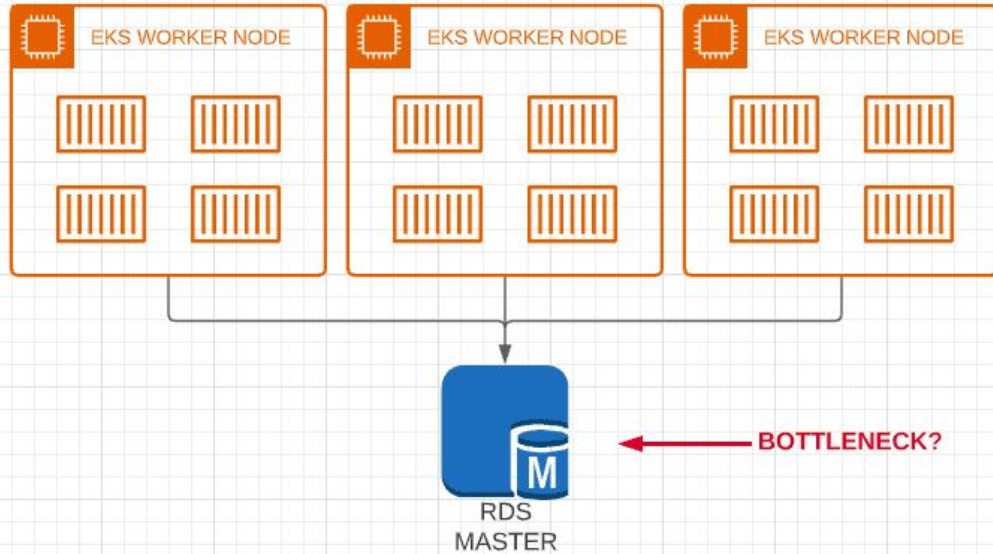 EKS WORKER NODE
EKS WORKER NODE
EKS WORKER NODE
BOTTLENECK?
M
RDS
MASTER